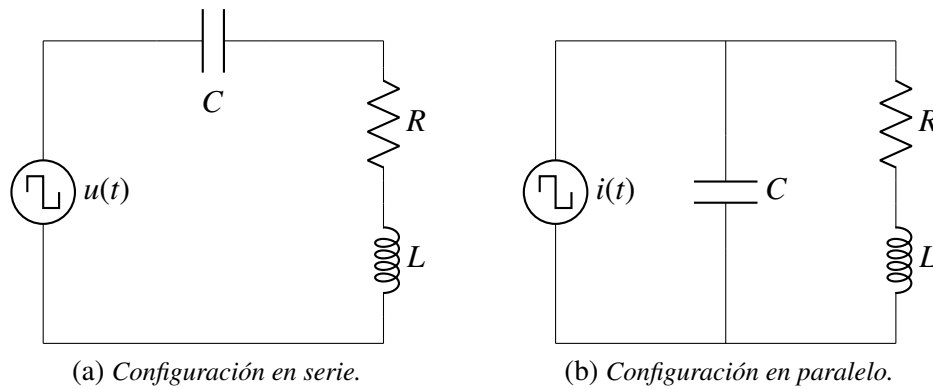 C
R
u(t)
L
(a) Configuración en serie.
R
i(t)
C
L
(b) Configuración en paralelo.